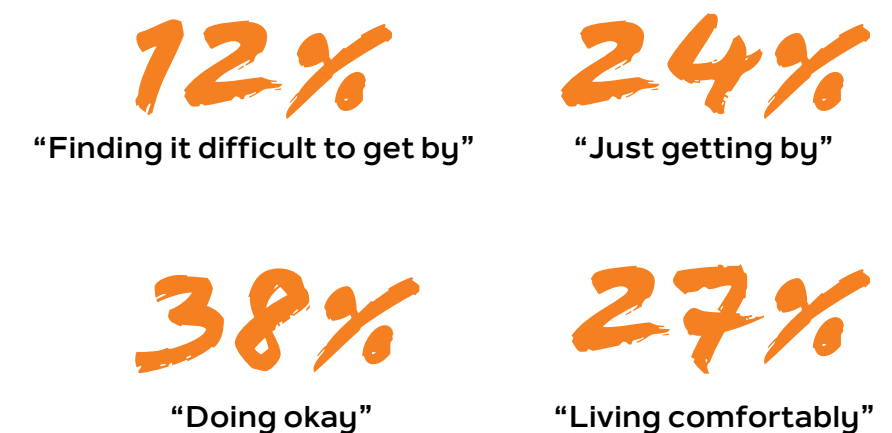 12%
“Finding it difficult to get by”
24%
“Just getting by”
38%
“Doing okay”
27%
“Living comfortably”